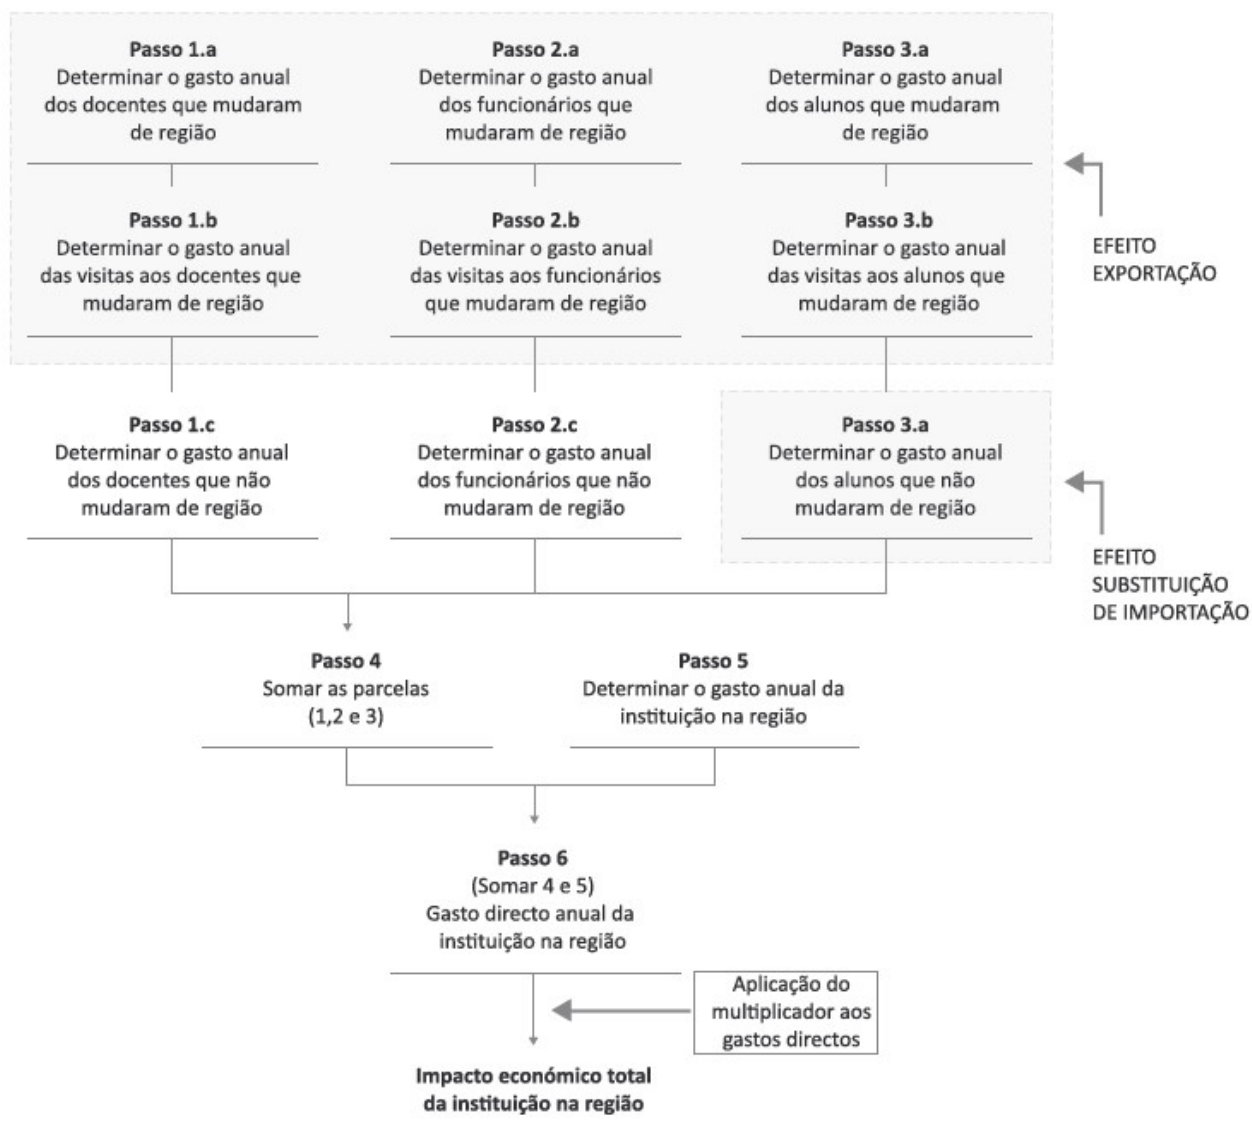 Passo 1.a
Determinar o gasto anual
dos docentes que mudaram
de região
Passo 2.a
Determinar o gasto anual
dos funcionários que
mudaram de região
Passo 3.a
Determinar o gasto anual
dos alunos que mudaram
de região
Passo 1.b
Determinar o gasto anual
das visitas aos docentes que
mudaram de região
Passo 2.b
Determinar o gasto anual
das visitas aos funcionários
que mudaram de região
Passo 3.b
Determinar o gasto anual
das visitas aos alunos que
mudaram de região
EFEITO
EXPORTAÇÃO
Passo 1.c
Determinar o gasto anual
dos docentes que não
mudaram de região
Passo 2.c
Determinar o gasto anual
dos funcionários que não
mudaram de região
Passo 3.a
Determinar o gasto anual
dos alunos que não
mudaram de região
EFEITO
SUBSTITUIÇÃO
DE IMPORTAÇÃO
Passo 4
Somar as parcelas
(1,2 e 3)
Passo 5
Determinar o gasto anual da
instituição na região
Passo 6
(Somar 4 e 5)
Gasto directo anual da
instituição na região
Aplicação do
multiplicador aos
gastos directos
Impacto económico total
da instituição na região